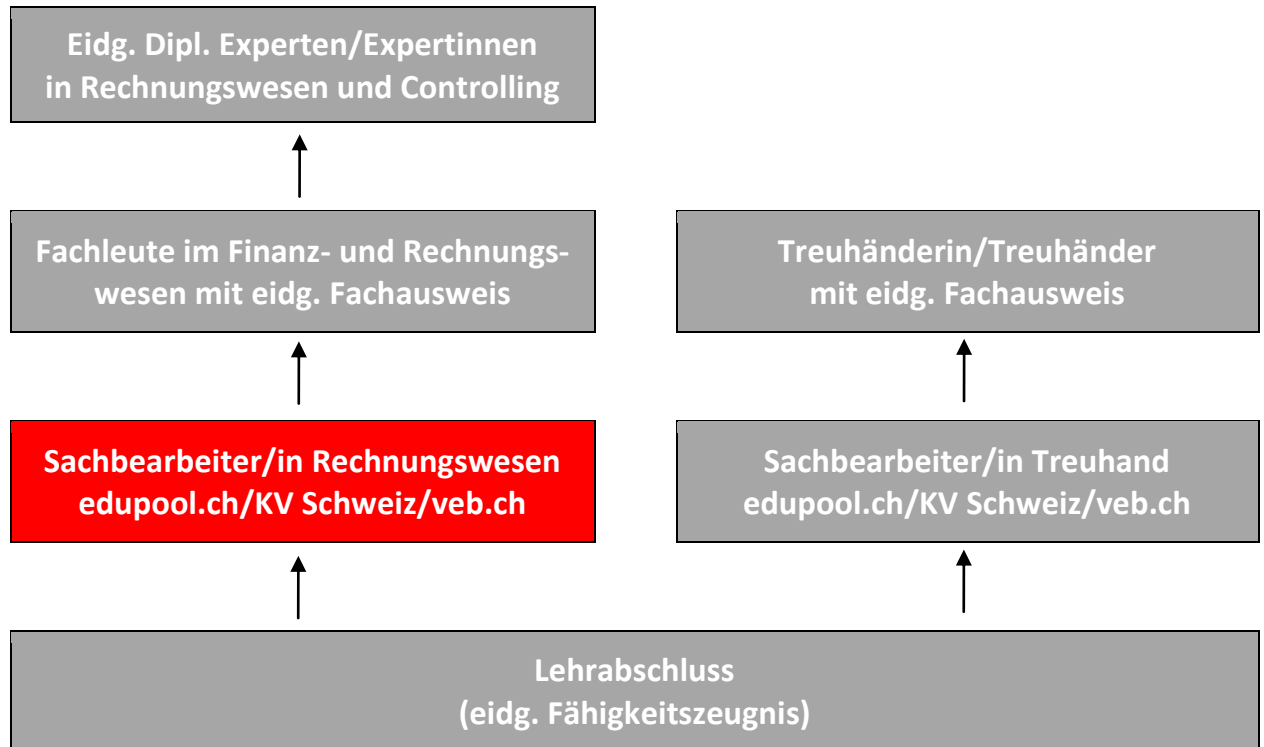 Eidg. Dipl. Experten/Expertinnen
in Rechnungswesen und Controlling
Fachleute im Finanz- und Rechnungs-
wesen mit eidg. Fachausweis
Treuhänderin/Treuhänder
mit eidg. Fachausweis
Sachbearbeiter/in Rechnungswesen
edupool.ch/KV Schweiz/veb.ch
Sachbearbeiter/in Treuhand
edupool.ch/KV Schweiz/veb.ch
Lehrabschluss
(eidg. Fähigkeitszeugnis)